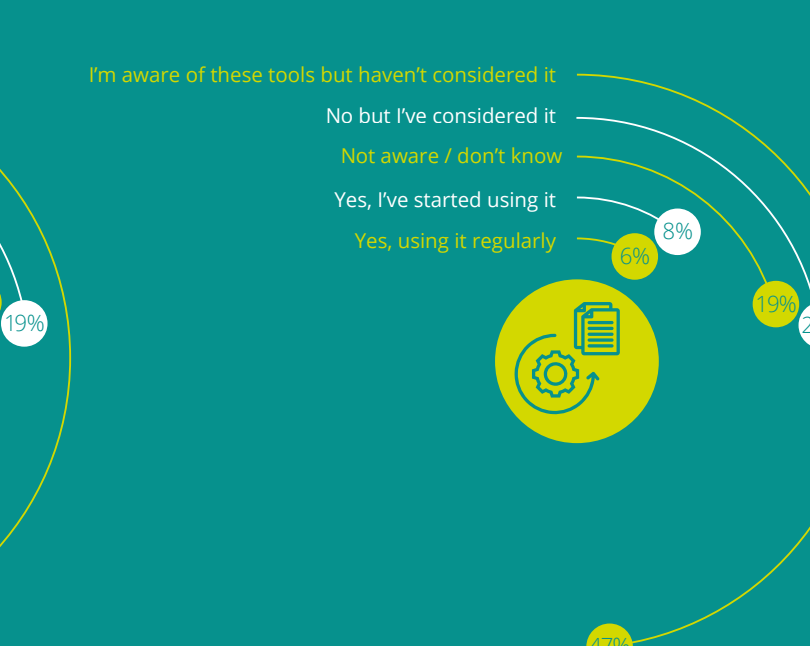 I'm aware of these tools but haven't considered it
No but I've considered it
Not aware / don't know
Yes, I've started using it
Yes, using it regularly
8%
6%
19%
19%
47%